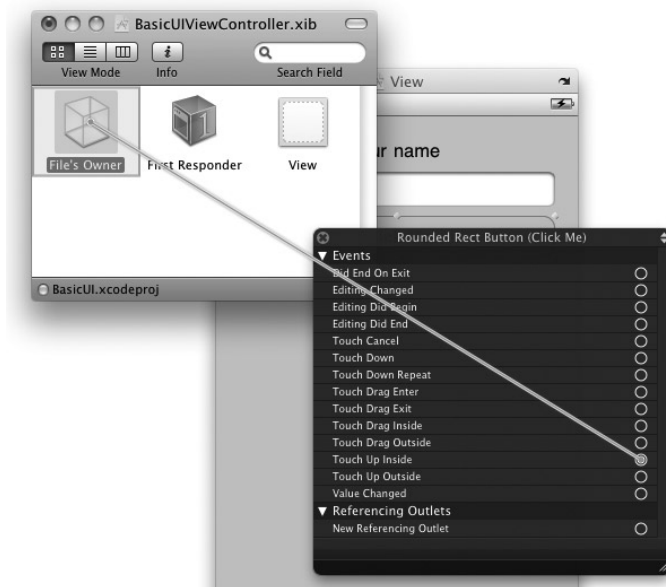 BasicUIViewController.xib
View Mode
Info
Search Field
File's Owner
First Responder
View
BasicUI.xcodeproj
View
ur name
Rounded Rect Button (Click Me)
Events
Did End On Exit
Editing Changed
Editing Did Begin
Editing Did End
Touch Cancel
Touch Down
Touch Down Repeat
Touch Drag Enter
Touch Drag Exit
Touch Drag Inside
Touch Drag Outside
Touch Up Inside
Touch Up Outside
Value Changed
Referencing Outlets
New Referencing Outlet